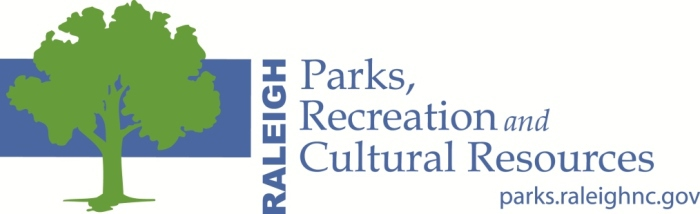 RALEIGH
Parks,
Recreation and
Cultural Resources
parks.raleighnc.gov